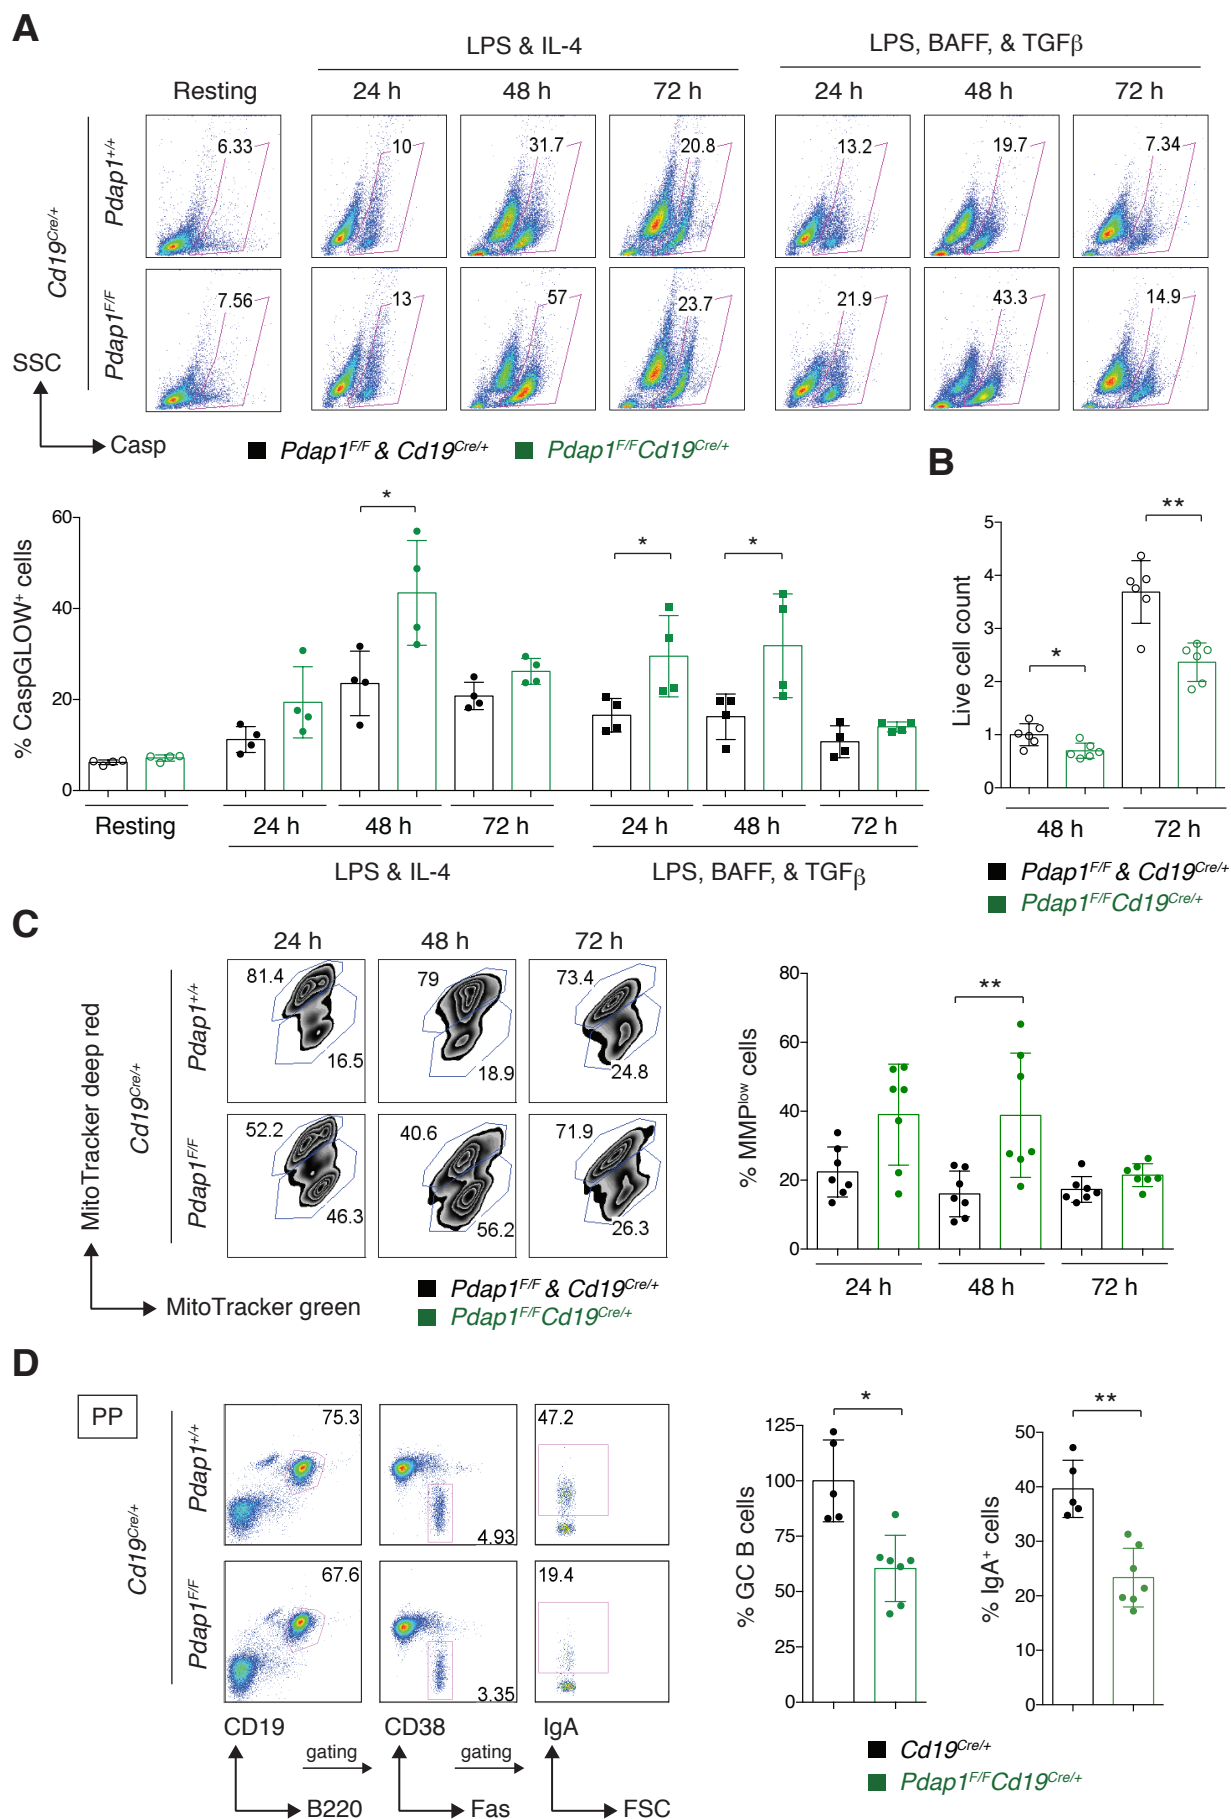 A
LPS & IL-4
LPS, BAFF, & TGFβ
Resting
24 h
48 h
72 h
24 h
48 h
72 h
Cd19Cre/+
Pdap1+/+
6.33
10
31.7
20.8
13.2
19.7
7.34
Pdap1F/F
7.56
13
57
23.7
21.9
43.3
14.9
SSC
Casp
Pdap1F/F & Cd19Cre/+
Pdap1F/FCd19Cre/+
% CaspGLOW+ cells
60
40
20
0
*
*
*
Resting
24 h
48 h
72 h
24 h
48 h
72 h
LPS & IL-4
LPS, BAFF, & TGFβ
B
Live cell count
5
4
3
2
1
0
*
**
48 h
72 h
Pdap1F/F & Cd19Cre/+
Pdap1F/FCd19Cre/+
C
24 h
48 h
72 h
MitoTracker deep red
Cd19Cre/+
Pdap1+/+
81.4
16.5
79
18.9
73.4
24.8
Pdap1F/F
52.2
46.3
40.6
56.2
71.9
26.3
MitoTracker green
Pdap1F/F & Cd19Cre/+
Pdap1F/FCd19Cre/+
% MMPlow cells
80
60
40
20
0
**
24 h
48 h
72 h
D
PP
Cd19Cre/+
Pdap1+/+
75.3
4.93
47.2
Pdap1F/F
67.6
3.35
19.4
CD19
gating
B220
CD38
gating
Fas
IgA
FSC
% GC B cells
125
100
75
50
25
0
*
% IgA+ cells
50
40
30
20
10
0
**
Cd19Cre/+
Pdap1F/FCd19Cre/+